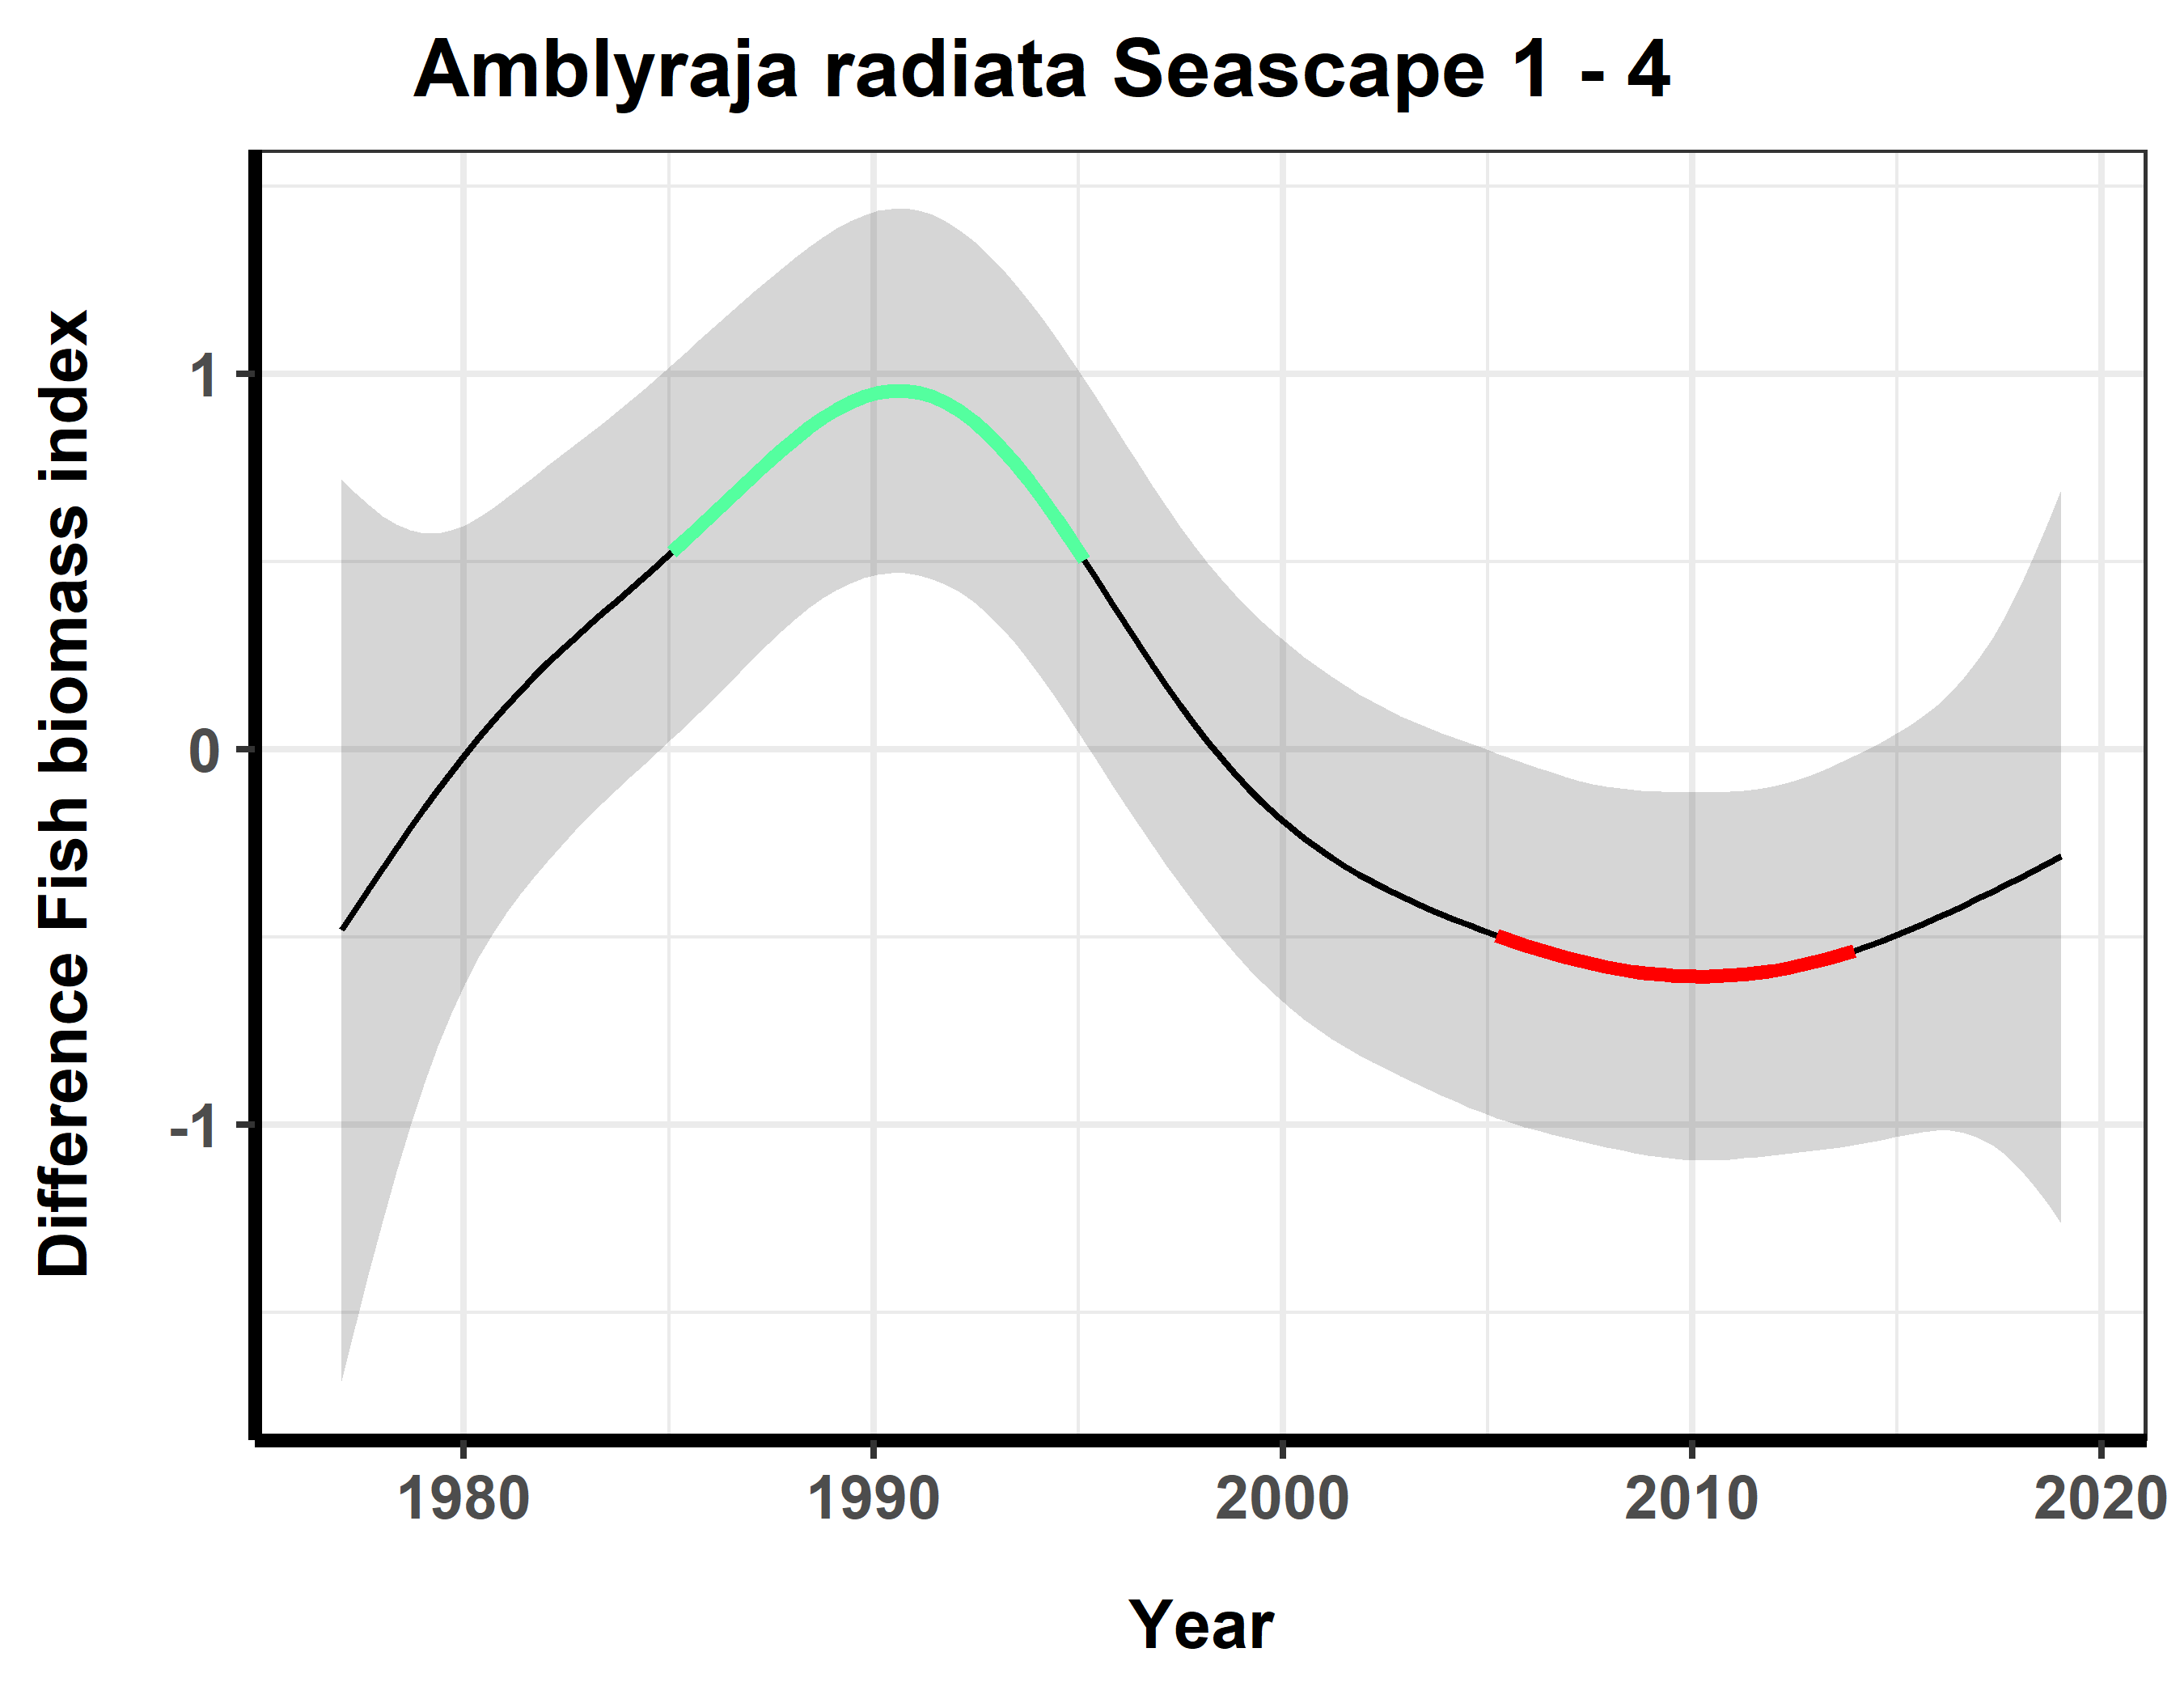 Amblyraja radiata Seascape 1 - 4
Difference Fish biomass index
1
0
-1
1980 1990 2000 2010 2020
Year